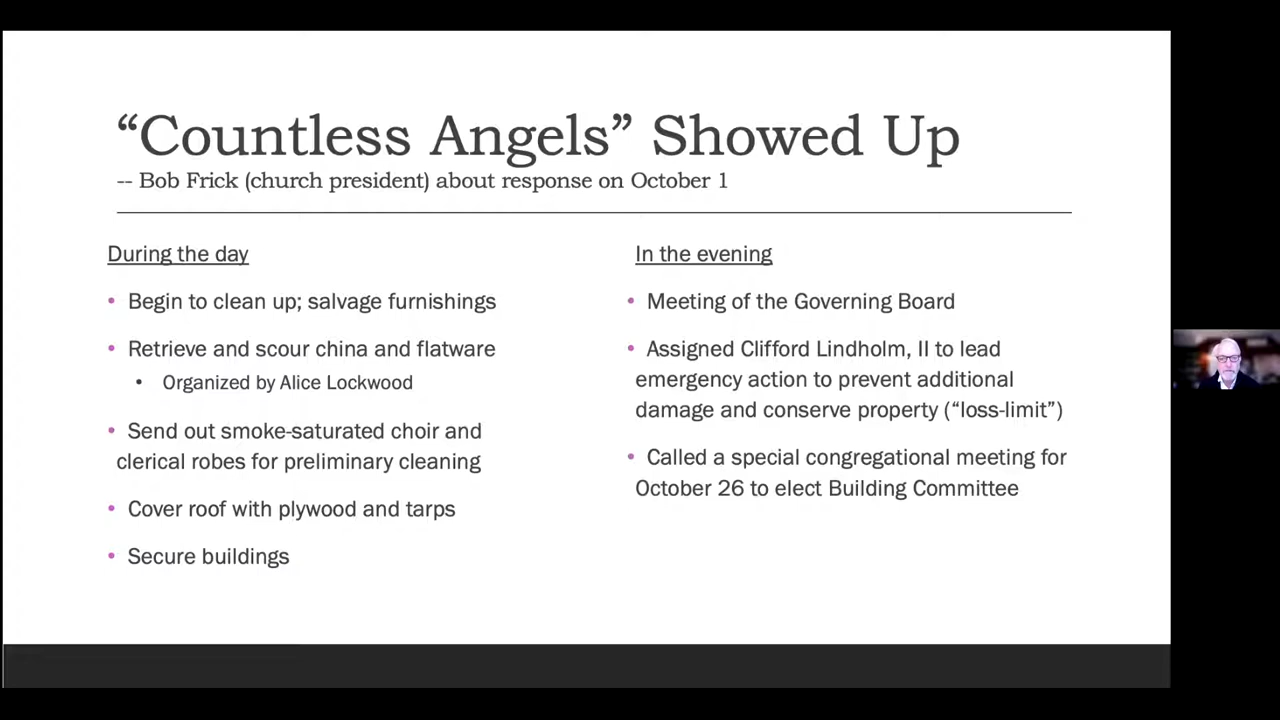 “Countless Angels” Showed Up
-- Bob Frick (church president) about response on October 1
During the day
• Begin to clean up; salvage furnishings
• Retrieve and scour china and flatware
• Organized by Alice Lockwood
• Send out smoke-saturated choir and
clerical robes for preliminary cleaning
• Cover roof with plywood and tarps
• Secure buildings
In the evening
• Meeting of the Governing Board
• Assigned Clifford Lindholm, II to lead
emergency action to prevent additional
damage and conserve property (“loss-limit”)
• Called a special congregational meeting for
October 26 to elect Building Committee